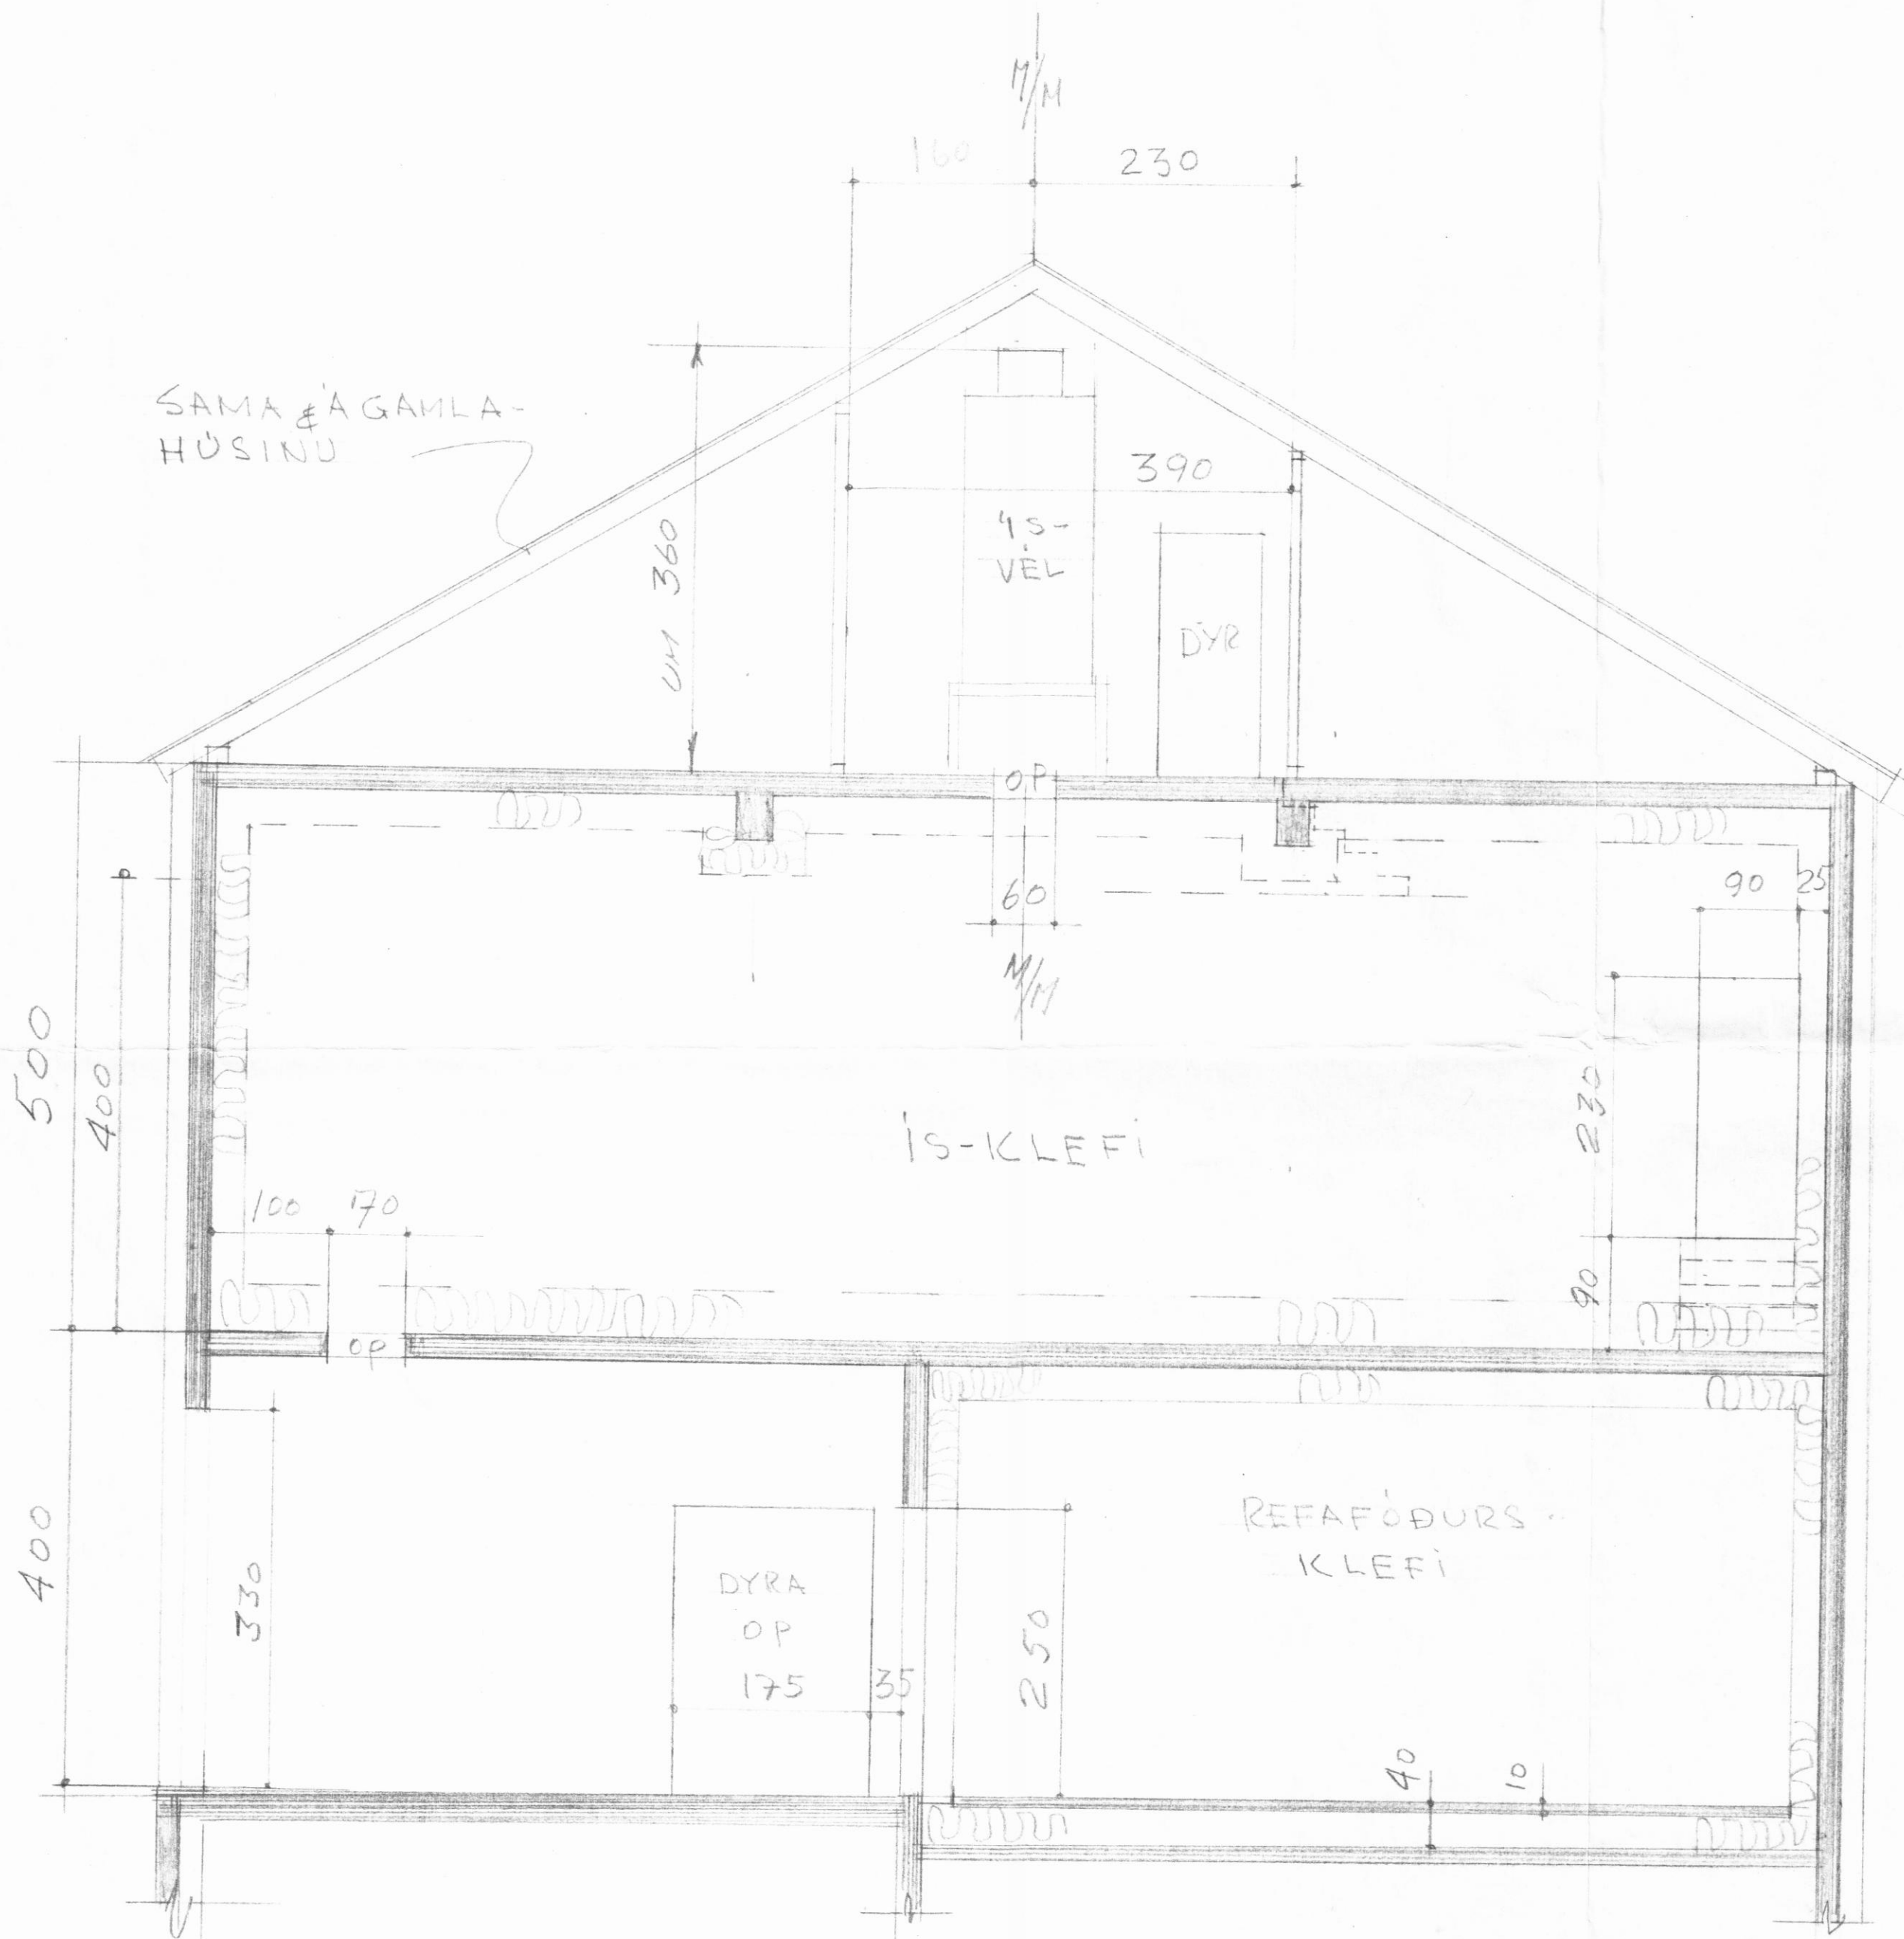 M/M
160
230
SAMA & Á GAMLA-
HÚSINU
390
UM 360
ÍS-
VÉL
DYR
OP
60
M/M
90
25
500
400
230
ÍS-KLEFI
100
170
90
OP
400
330
DYRA
OP
175
35
250
REFAFÓÐURS-
KLEFI
40
10